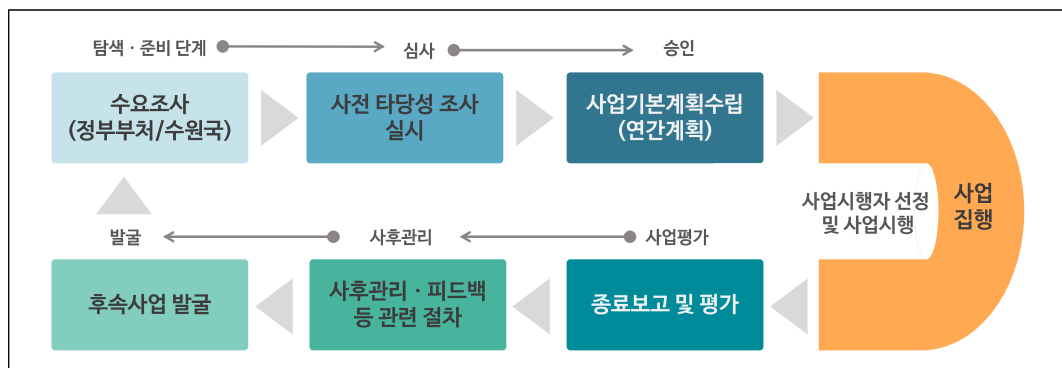 탐색 · 준비 단계
심사
승인
수요조사
(정부부처/수원국)
사전 타당성 조사
실시
사업기본계획수립
(연간계획)
사업시행자 선정
및 사업시행
사업
집행
발굴
사후관리
사업평가
후속사업 발굴
사후관리 · 피드백
등 관련 절차
종료보고 및 평가